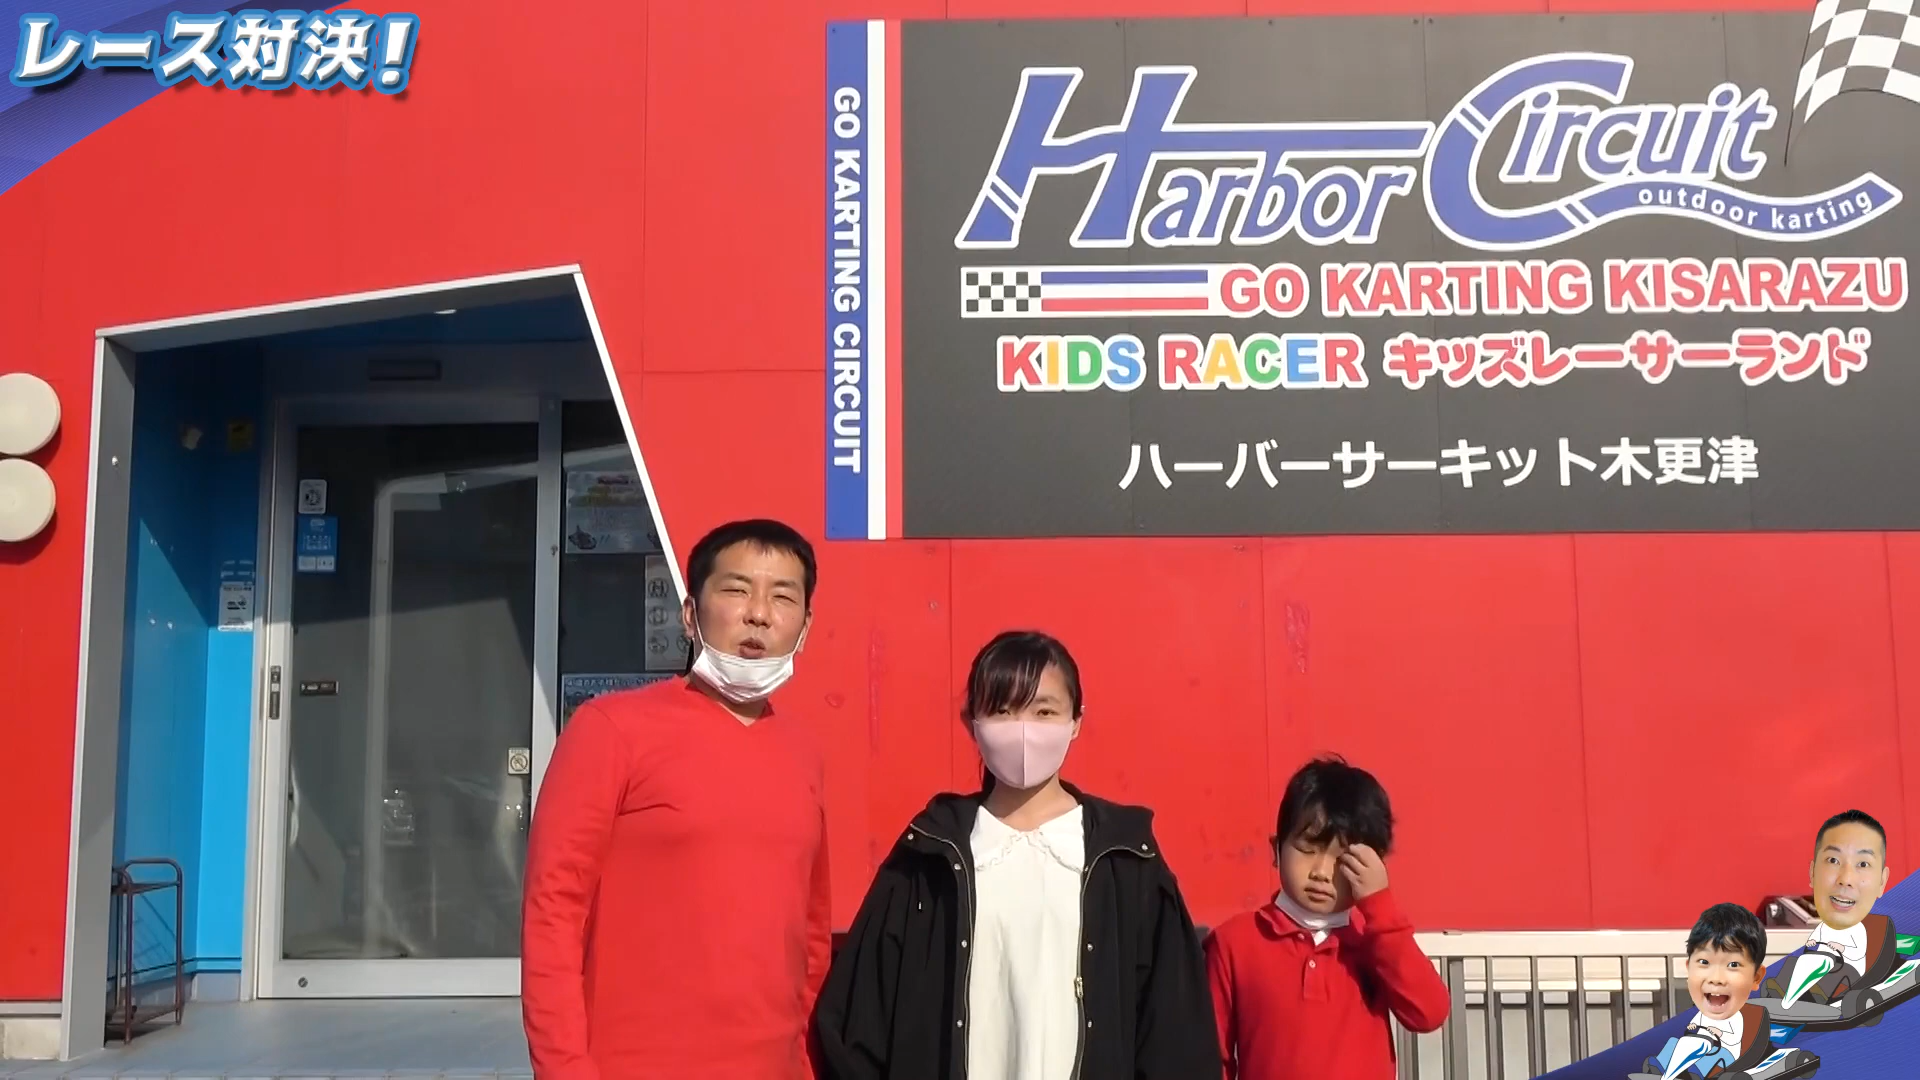 レース対決!
GO KARTING CIRCUIT
Harbor Circuit
outdoor karting
GO KARTING KISARAZU
KIDS RACER キッズレーサーランド
ハーバーサーキット木更津